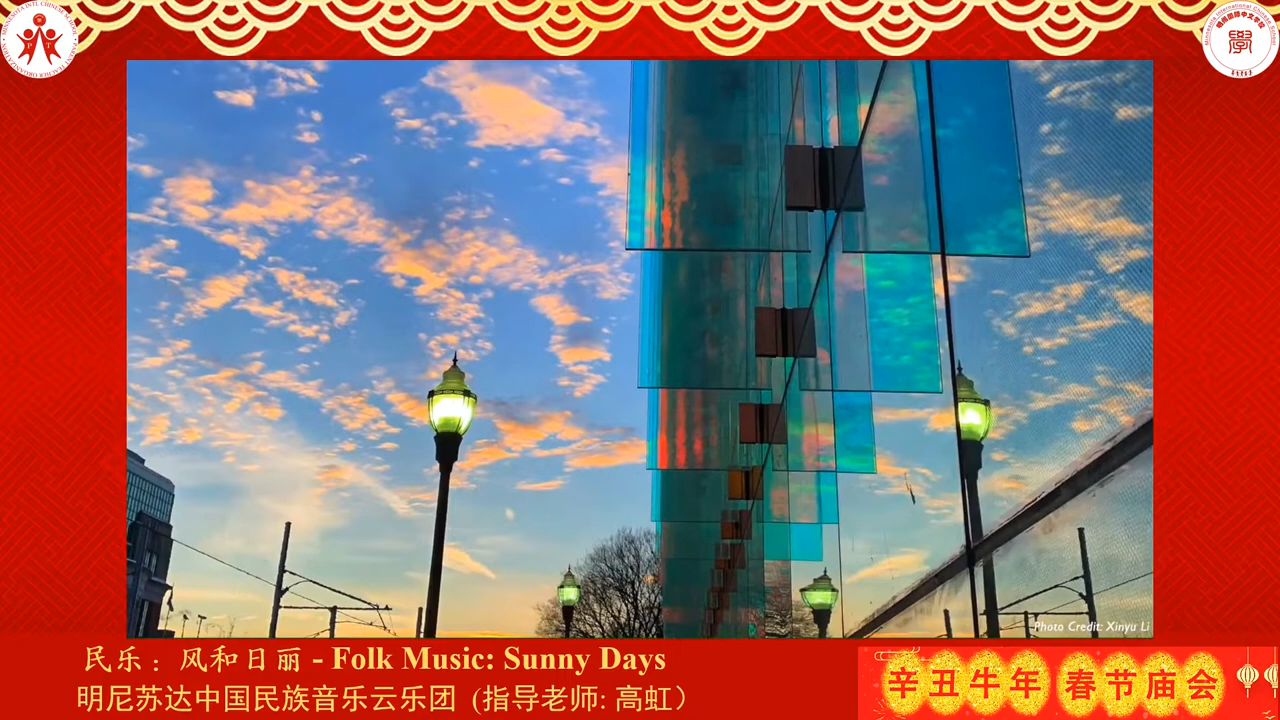 Photo Credit: Xinyu Li
民乐：风和日丽 - Folk Music: Sunny Days
明尼苏达中国民族音乐云乐团 (指导老师: 高虹）
辛丑牛年 春节庙会